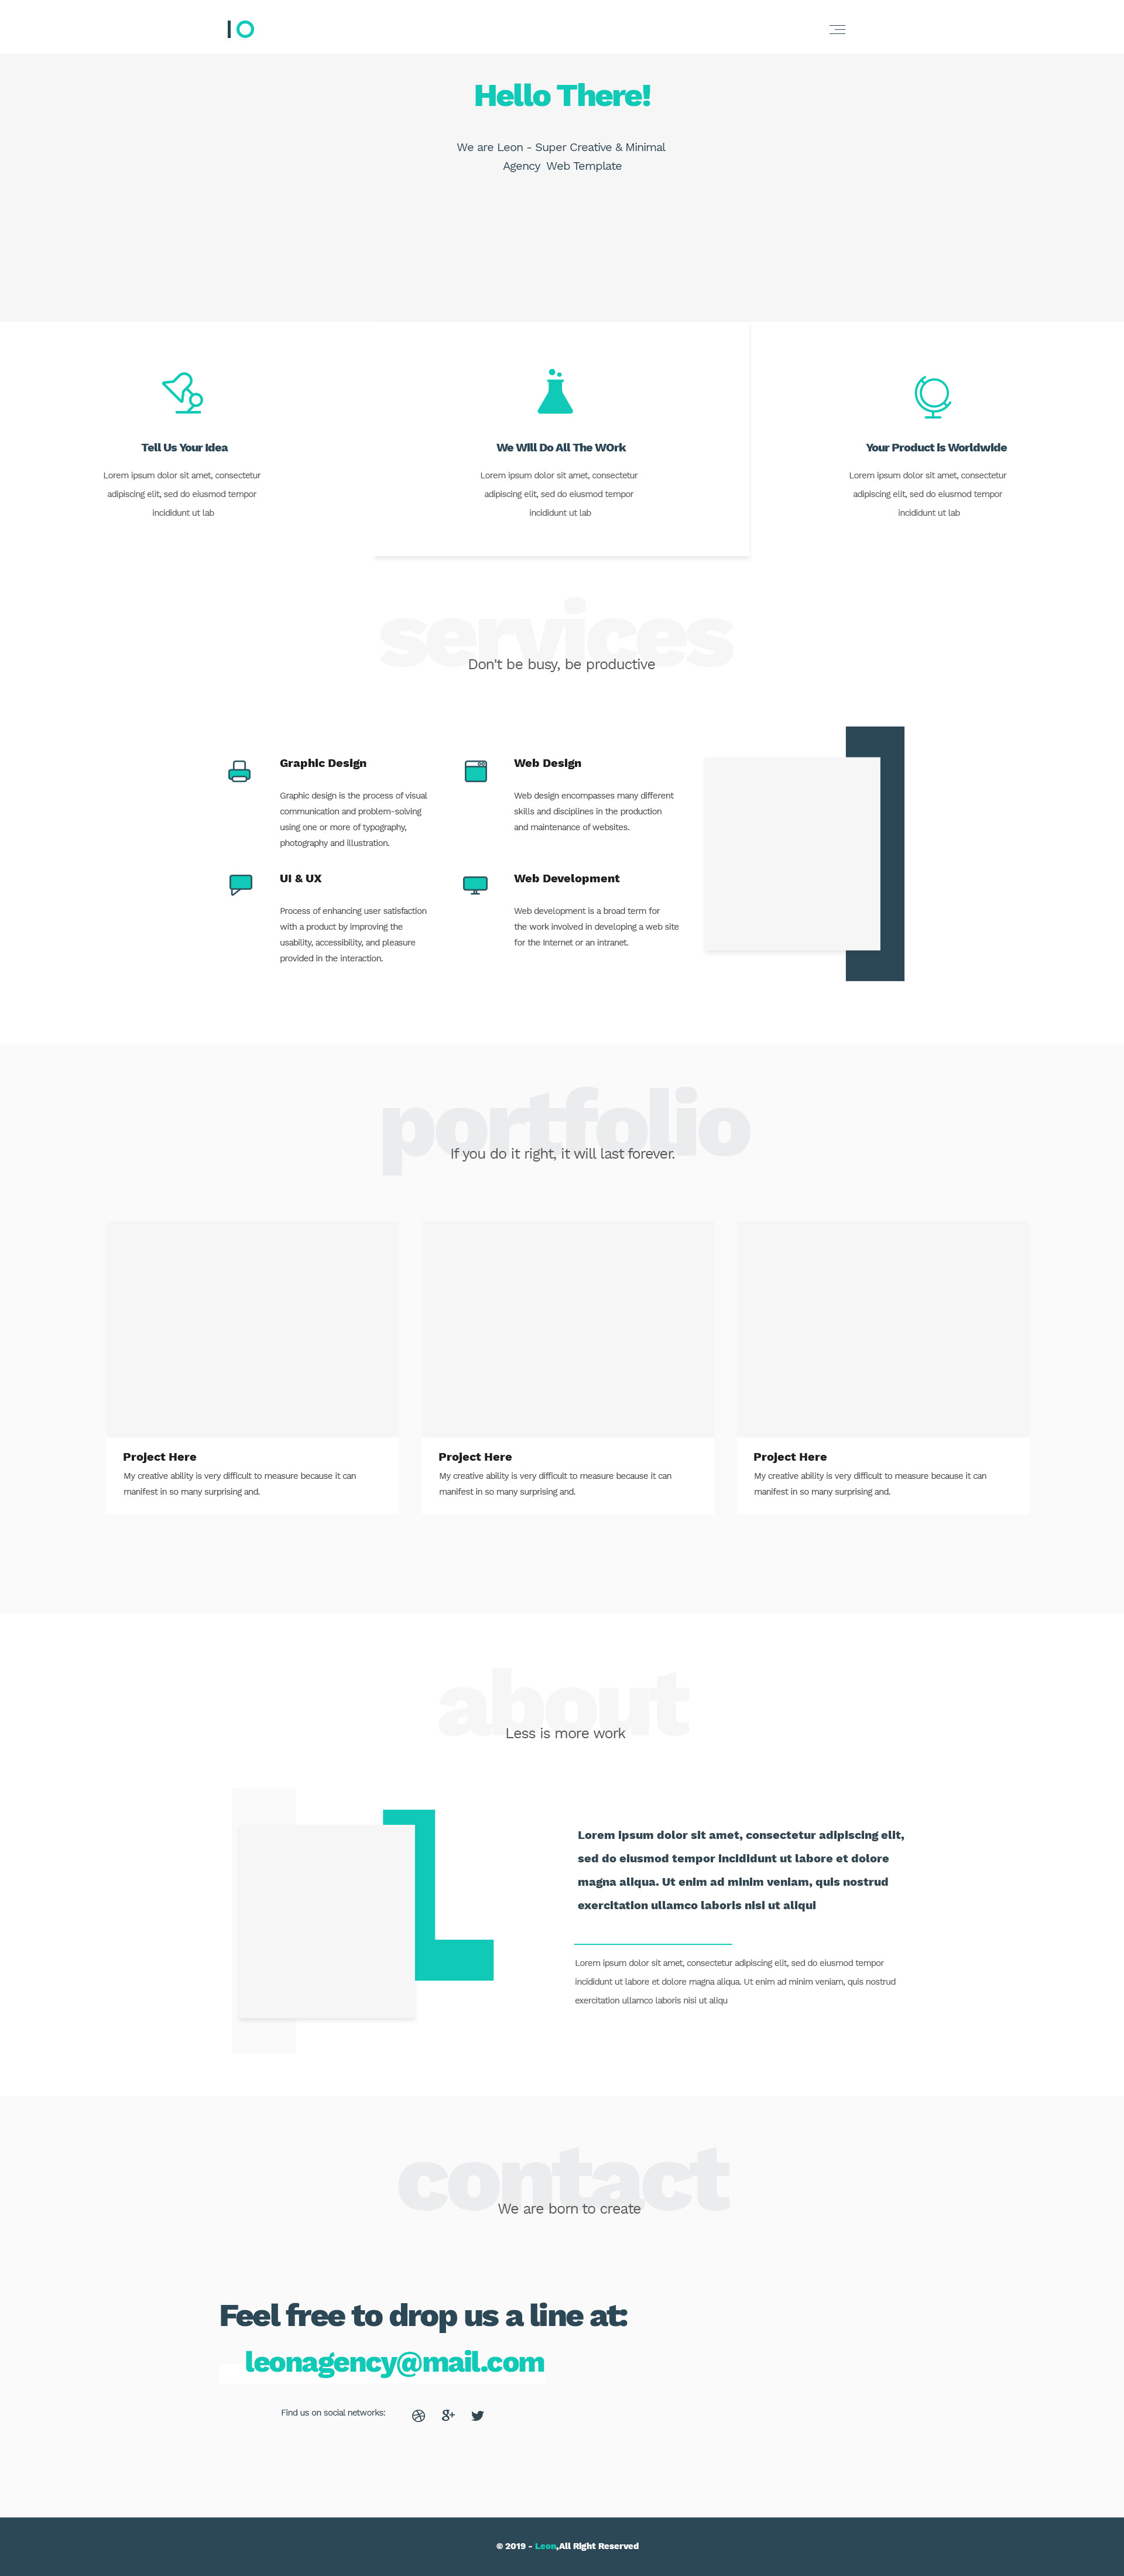 IO
Hello There!
We are Leon - Super Creative & Minimal
Agency Web Template
Tell Us Your Idea
Lorem ipsum dolor sit amet, consectetur
adipiscing elit, sed do eiusmod tempor
incididunt ut lab
We Will Do All The WOrk
Lorem ipsum dolor sit amet, consectetur
adipiscing elit, sed do eiusmod tempor
incididunt ut lab
Your Product is Worldwide
Lorem ipsum dolor sit amet, consectetur
adipiscing elit, sed do eiusmod tempor
incididunt ut lab
services
Don't be busy, be productive
Graphic Design
Graphic design is the process of visual
communication and problem-solving
using one or more of typography,
photography and illustration.
Web Design
Web design encompasses many different
skills and disciplines in the production
and maintenance of websites.
UI & UX
Process of enhancing user satisfaction
with a product by improving the
usability, accessibility, and pleasure
provided in the interaction.
Web Development
Web development is a broad term for
the work involved in developing a web site
for the Internet or an intranet.
portfolio
If you do it right, it will last forever.
Project Here
My creative ability is very difficult to measure because it can
manifest in so many surprising and.
Project Here
My creative ability is very difficult to measure because it can
manifest in so many surprising and.
Project Here
My creative ability is very difficult to measure because it can
manifest in so many surprising and.
about
Less is more work
Lorem ipsum dolor sit amet, consectetur adipiscing elit,
sed do eiusmod tempor incididunt ut labore et dolore
magna aliqua. Ut enim ad minim veniam, quis nostrud
exercitation ullamco laboris nisi ut aliqui
Lorem ipsum dolor sit amet, consectetur adipiscing elit, sed do eiusmod tempor
incididunt ut labore et dolore magna aliqua. Ut enim ad minim veniam, quis nostrud
exercitation ullamco laboris nisi ut aliqu
contact
We are born to create
Feel free to drop us a line at:
leonagency@mail.com
Find us on social networks:
© 2019 - Leon,All Right Reserved